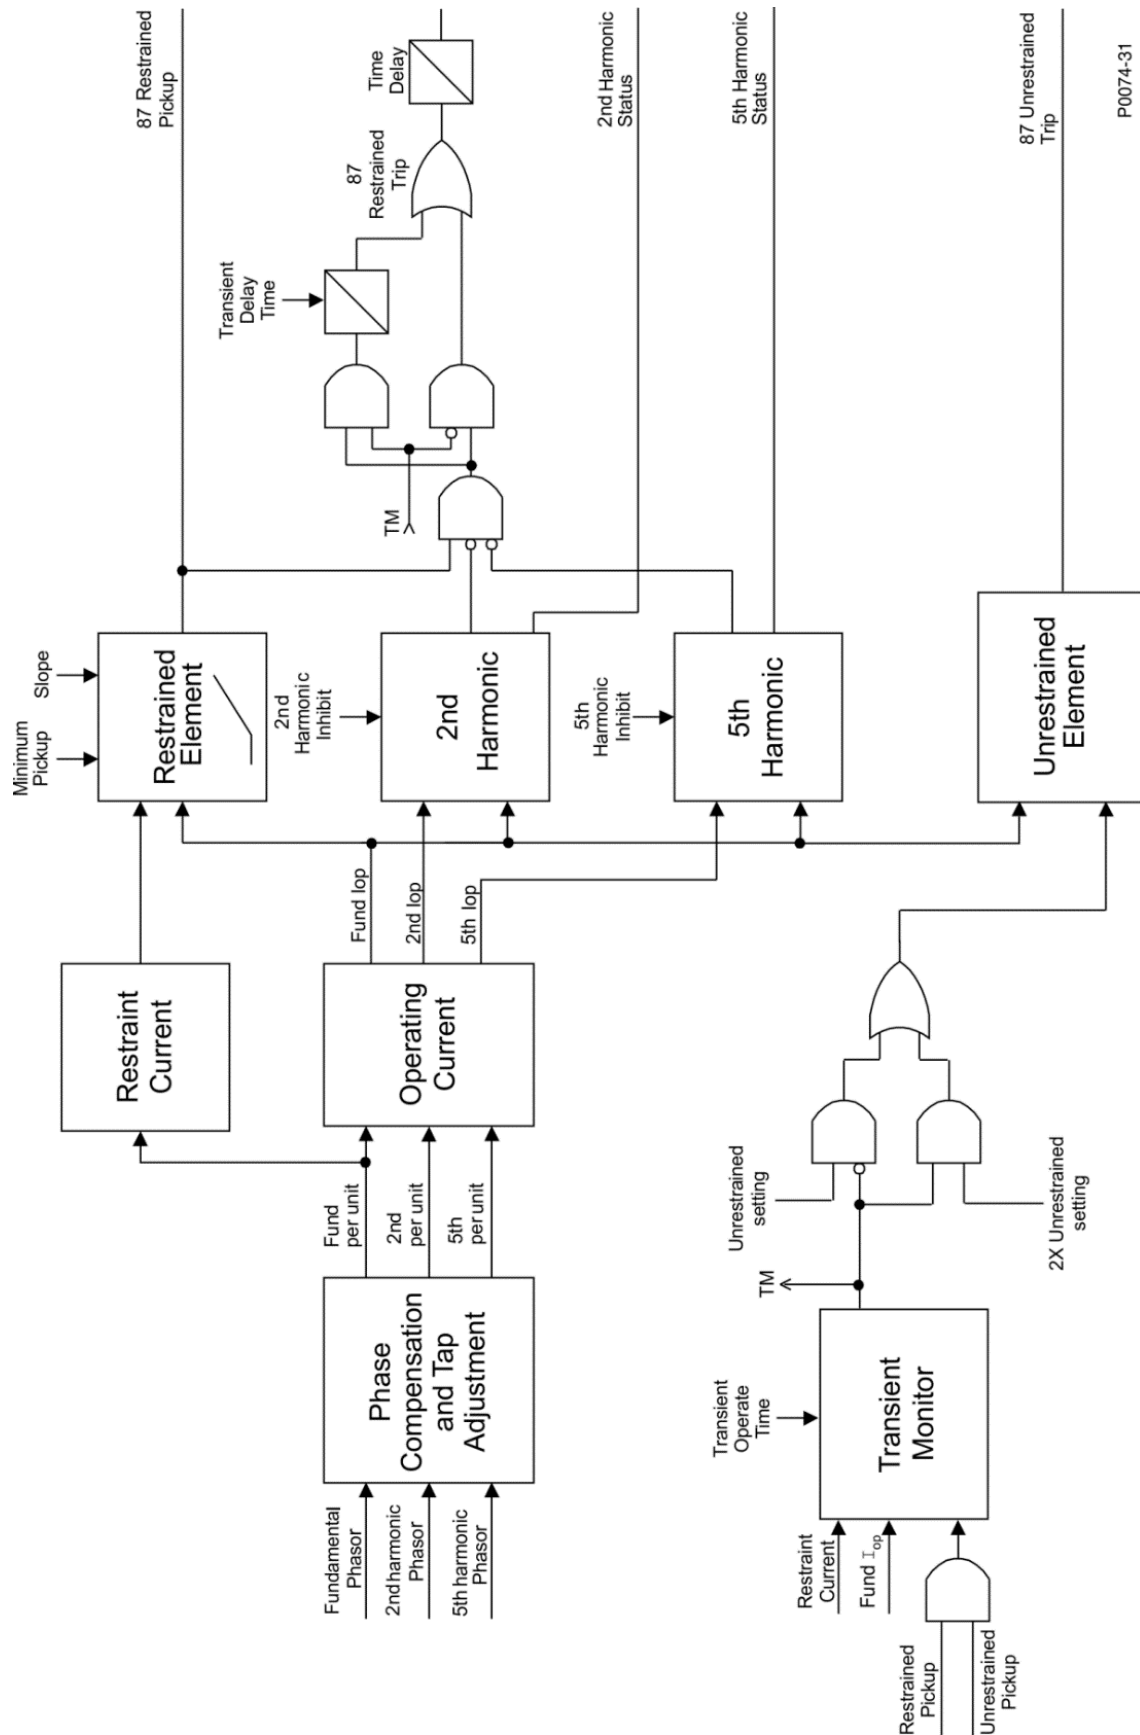 87 Restrained
Pickup
Time
Delay
87
Restrained
Trip
Transient
Delay
Time
2nd Harmonic
Status
5th Harmonic
Status
87 Unrestrained
Trip
P0074-31
TM
Minimum
Pickup
Slope
Restrained
Element
2nd
Harmonic
Inhibit
2nd
Harmonic
5th
Harmonic
Inhibit
5th
Harmonic
Unrestrained
Element
Restraint
Current
Fund Iop
2nd Iop
5th Iop
Operating
Current
Fund
per unit
2nd
per unit
5th
per unit
Phase
Compensation
and Tap
Adjustment
Fundamental
Phasor
2nd harmonic
Phasor
5th harmonic
Phasor
Unrestrained
setting
2X Unrestrained
setting
TM
Transient
Operate
Time
Transient
Monitor
Restraint
Current
Fund Iop
Restrained
Pickup
Unrestrained
Pickup